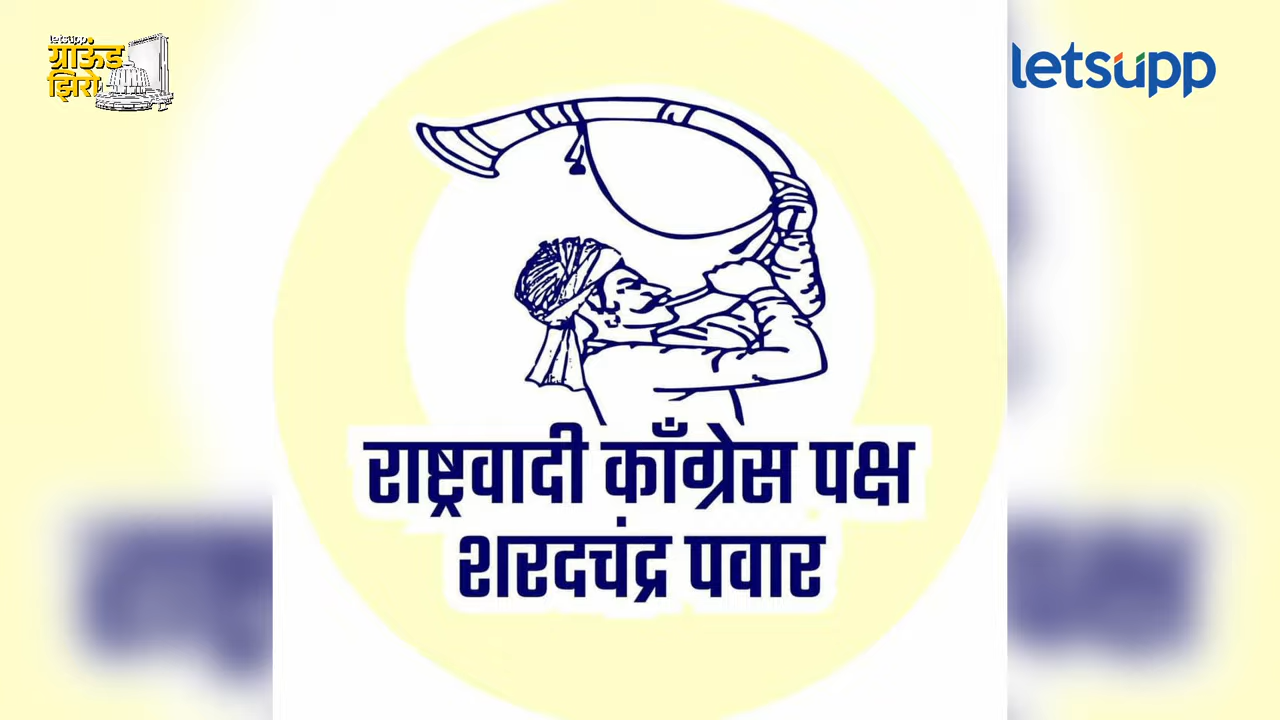 letsupp
ग्राऊंड
झिरो
letsupp
राष्ट्रवादी काँग्रेस पक्ष
शरदचंद्र पवार